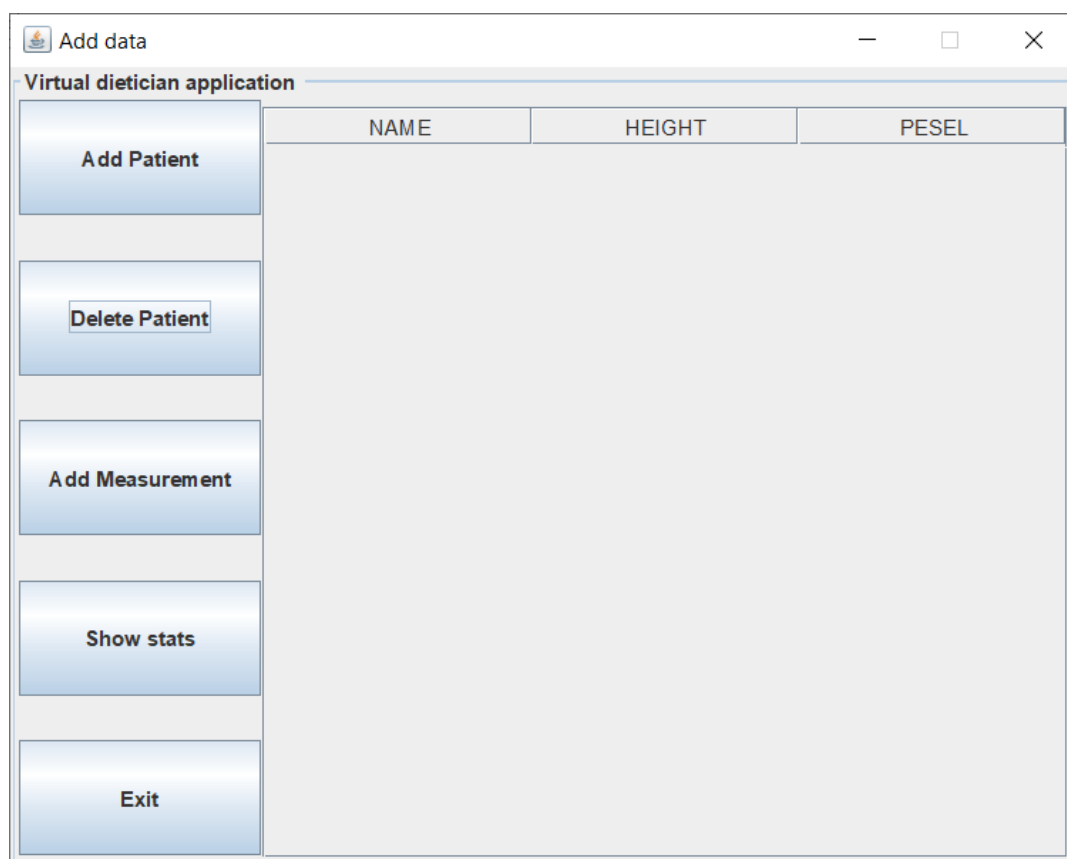 Add data
Virtual dietician application
NAME HEIGHT PESEL
Add Patient
Delete Patient
Add Measurement
Show stats
Exit